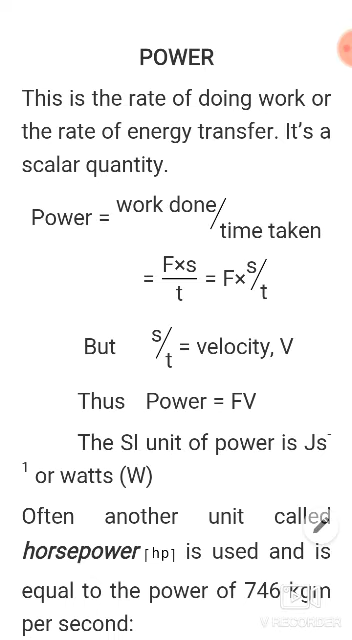 POWER
This is the rate of doing work or
the rate of energy transfer. It’s a
scalar quantity.
Power = work done/time taken
= F×s/t = F×s/t
But s/t = velocity, V
Thus Power = FV
The SI unit of power is Js⁻
¹ or watts (W)
Often another unit called
horsepower [hp] is used and is
equal to the power of 746 kgm
per second:
V RECORDER